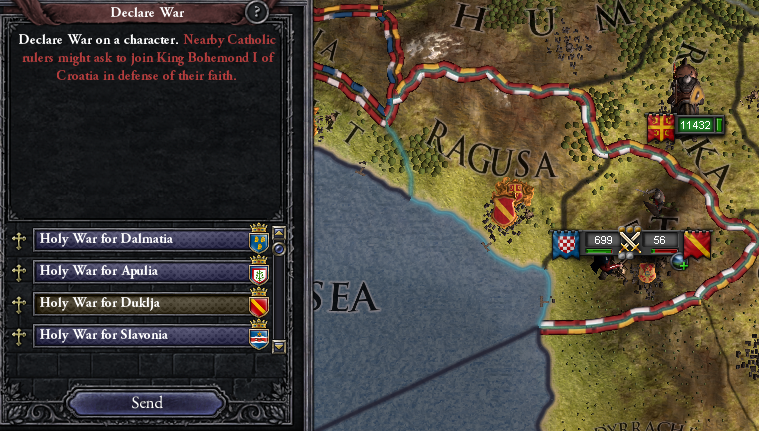 Declare War
?
Declare War on a character. Nearby Catholic
rulers might ask to join King Bohemond I of
Croatia in defense of their faith.
Holy War for Dalmatia
Holy War for Apulia
Holy War for Duklja
Holy War for Slavonia
Send
HUM
RAGUSA
11432
699 56
SEA